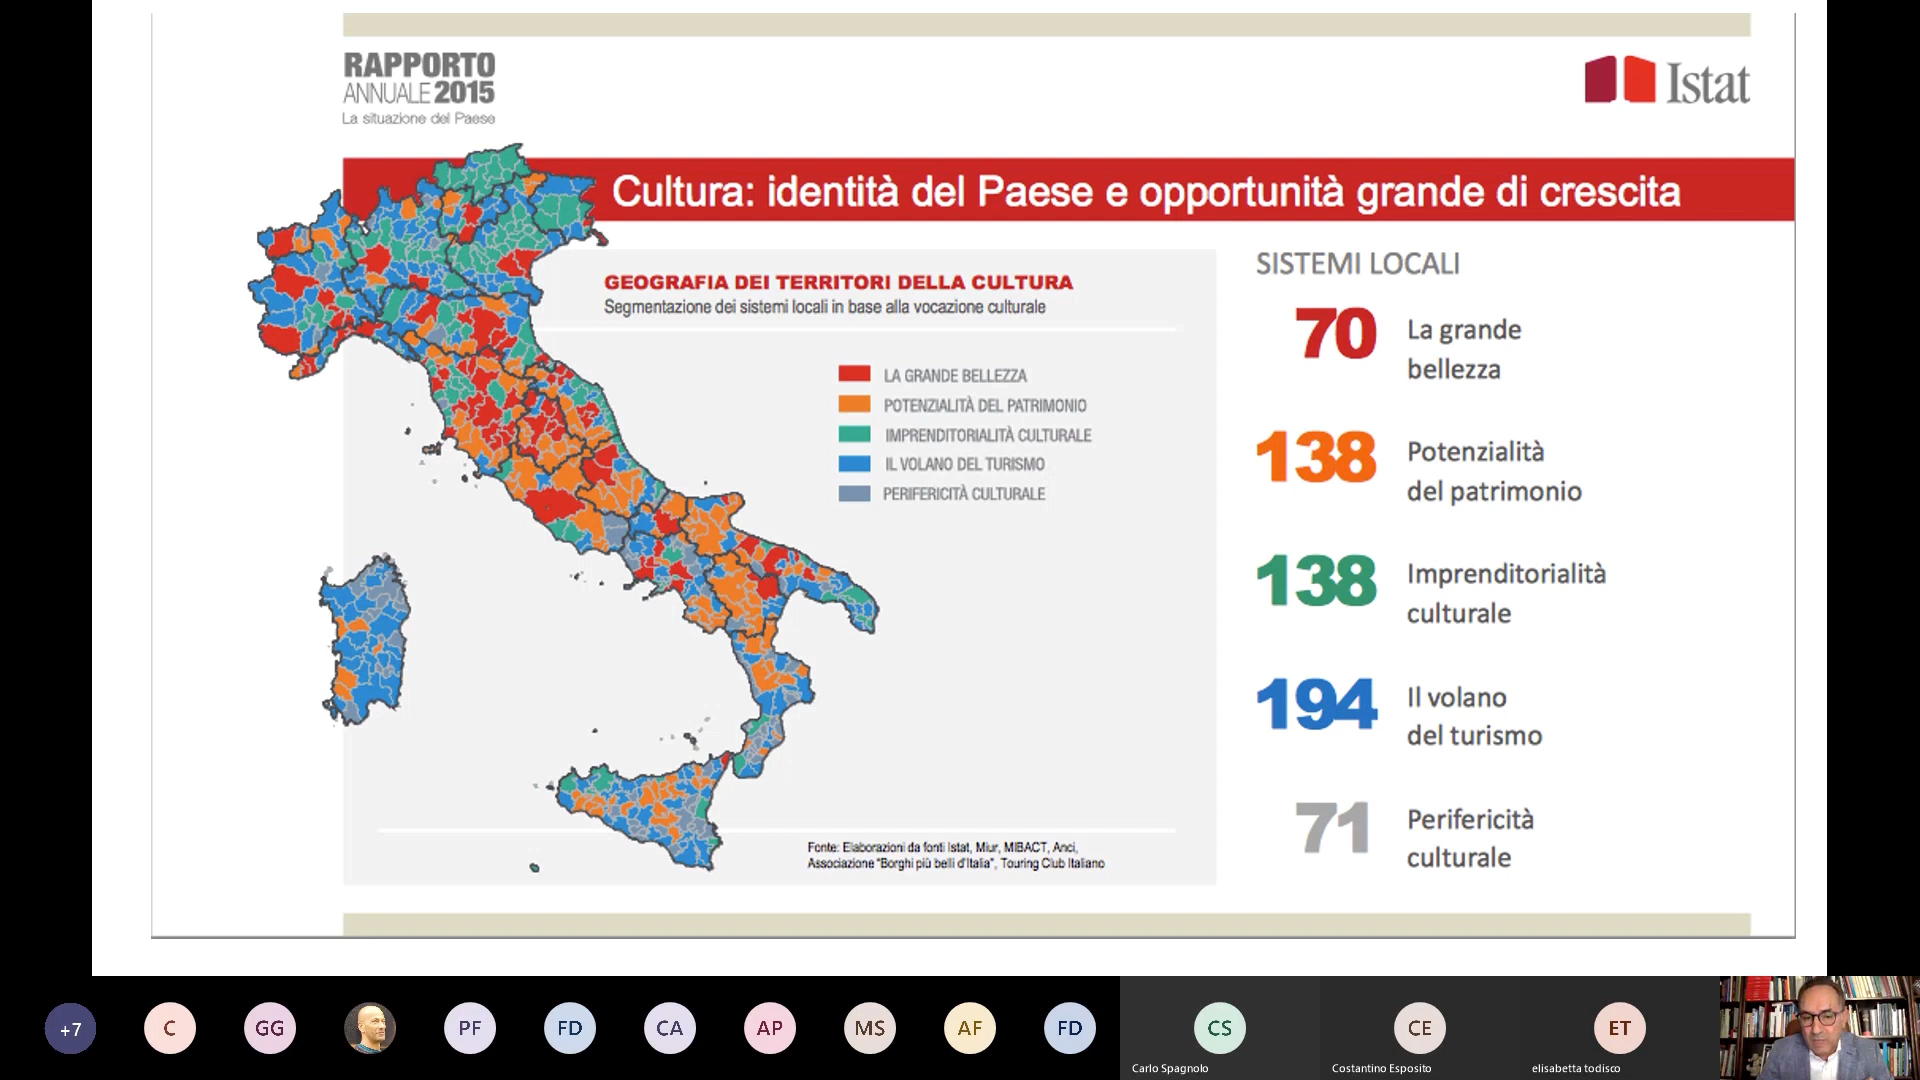 RAPPORTO
ANNUALE 2015
La situazione del Paese
Istat
Cultura: identità del Paese e opportunità grande di crescita
GEOGRAFIA DEI TERRITORI DELLA CULTURA
Segmentazione dei sistemi locali in base alla vocazione culturale
LA GRANDE BELLEZZA
POTENZIALITÀ DEL PATRIMONIO
IMPRENDITORIALITÀ CULTURALE
IL VOLANO DEL TURISMO
PERIFERICITÀ CULTURALE
Fonte: Elaborazioni da fonti Istat, Miur, MIBACT, Anci,
Associazione "Borghi più belli d'Italia", Touring Club Italiano
SISTEMI LOCALI
70 La grande
bellezza
138 Potenzialità
del patrimonio
138 Imprenditorialità
culturale
194 Il volano
del turismo
71 Perifericità
culturale
+7
C
GG
PF
FD
CA
AP
MS
AF
FD
CS
CE
ET
Carlo Spagnolo
Costantino Esposito
elisabetta todisco